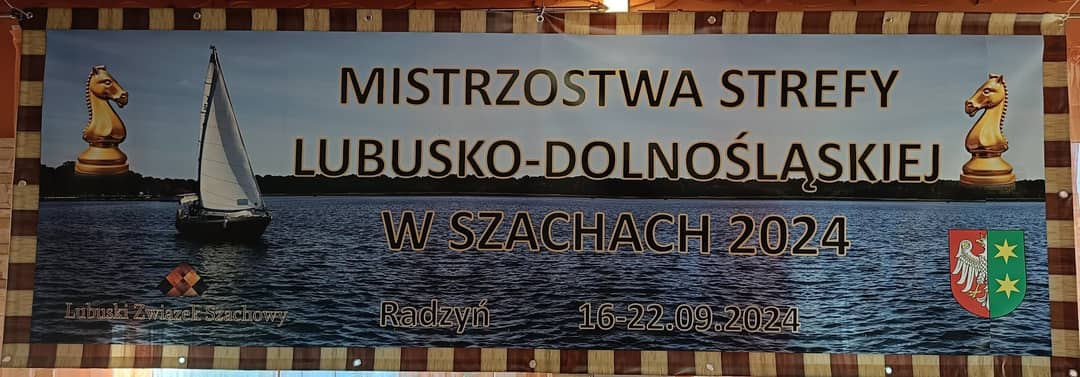 MISTRZOSTWA STREFY
LUBUSKO-DOLNOŚLĄSKIEJ
W SZACHACH 2024
Lubuski Związek Szachowy
Radzyń 16-22.09.2024